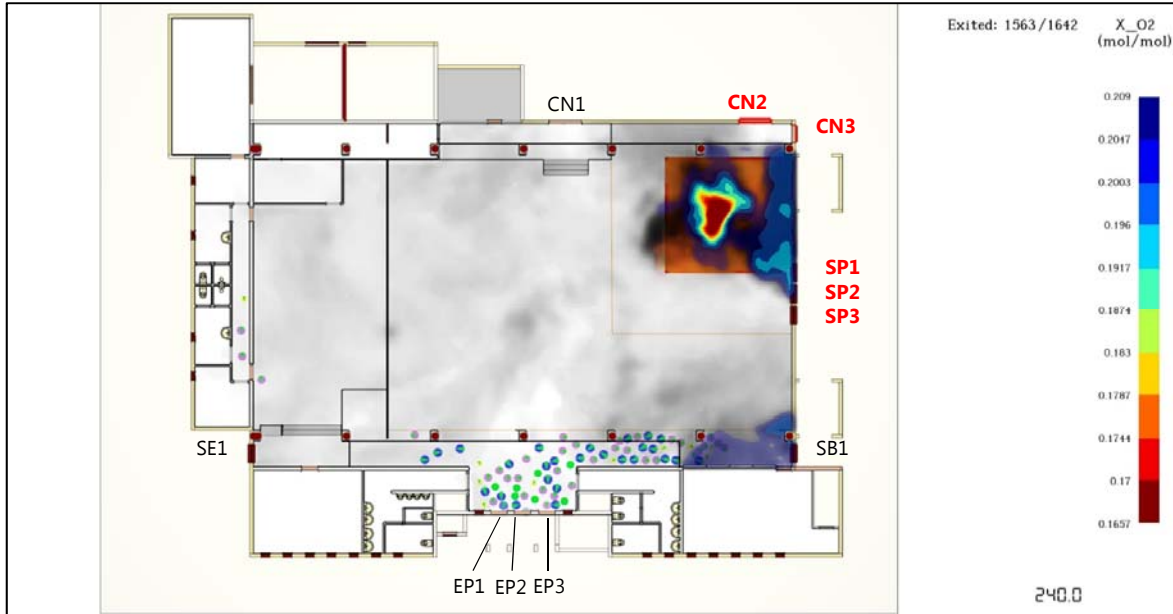 Exited: 1563/1642
X_O2
(mol/mol)
CN1
CN2
CN3
0.209
0.2047
0.2003
0.196
0.1917
0.1874
0.183
0.1787
0.1744
0.17
0.1657
SP1
SP2
SP3
SE1
SB1
EP1 EP2 EP3
240.0